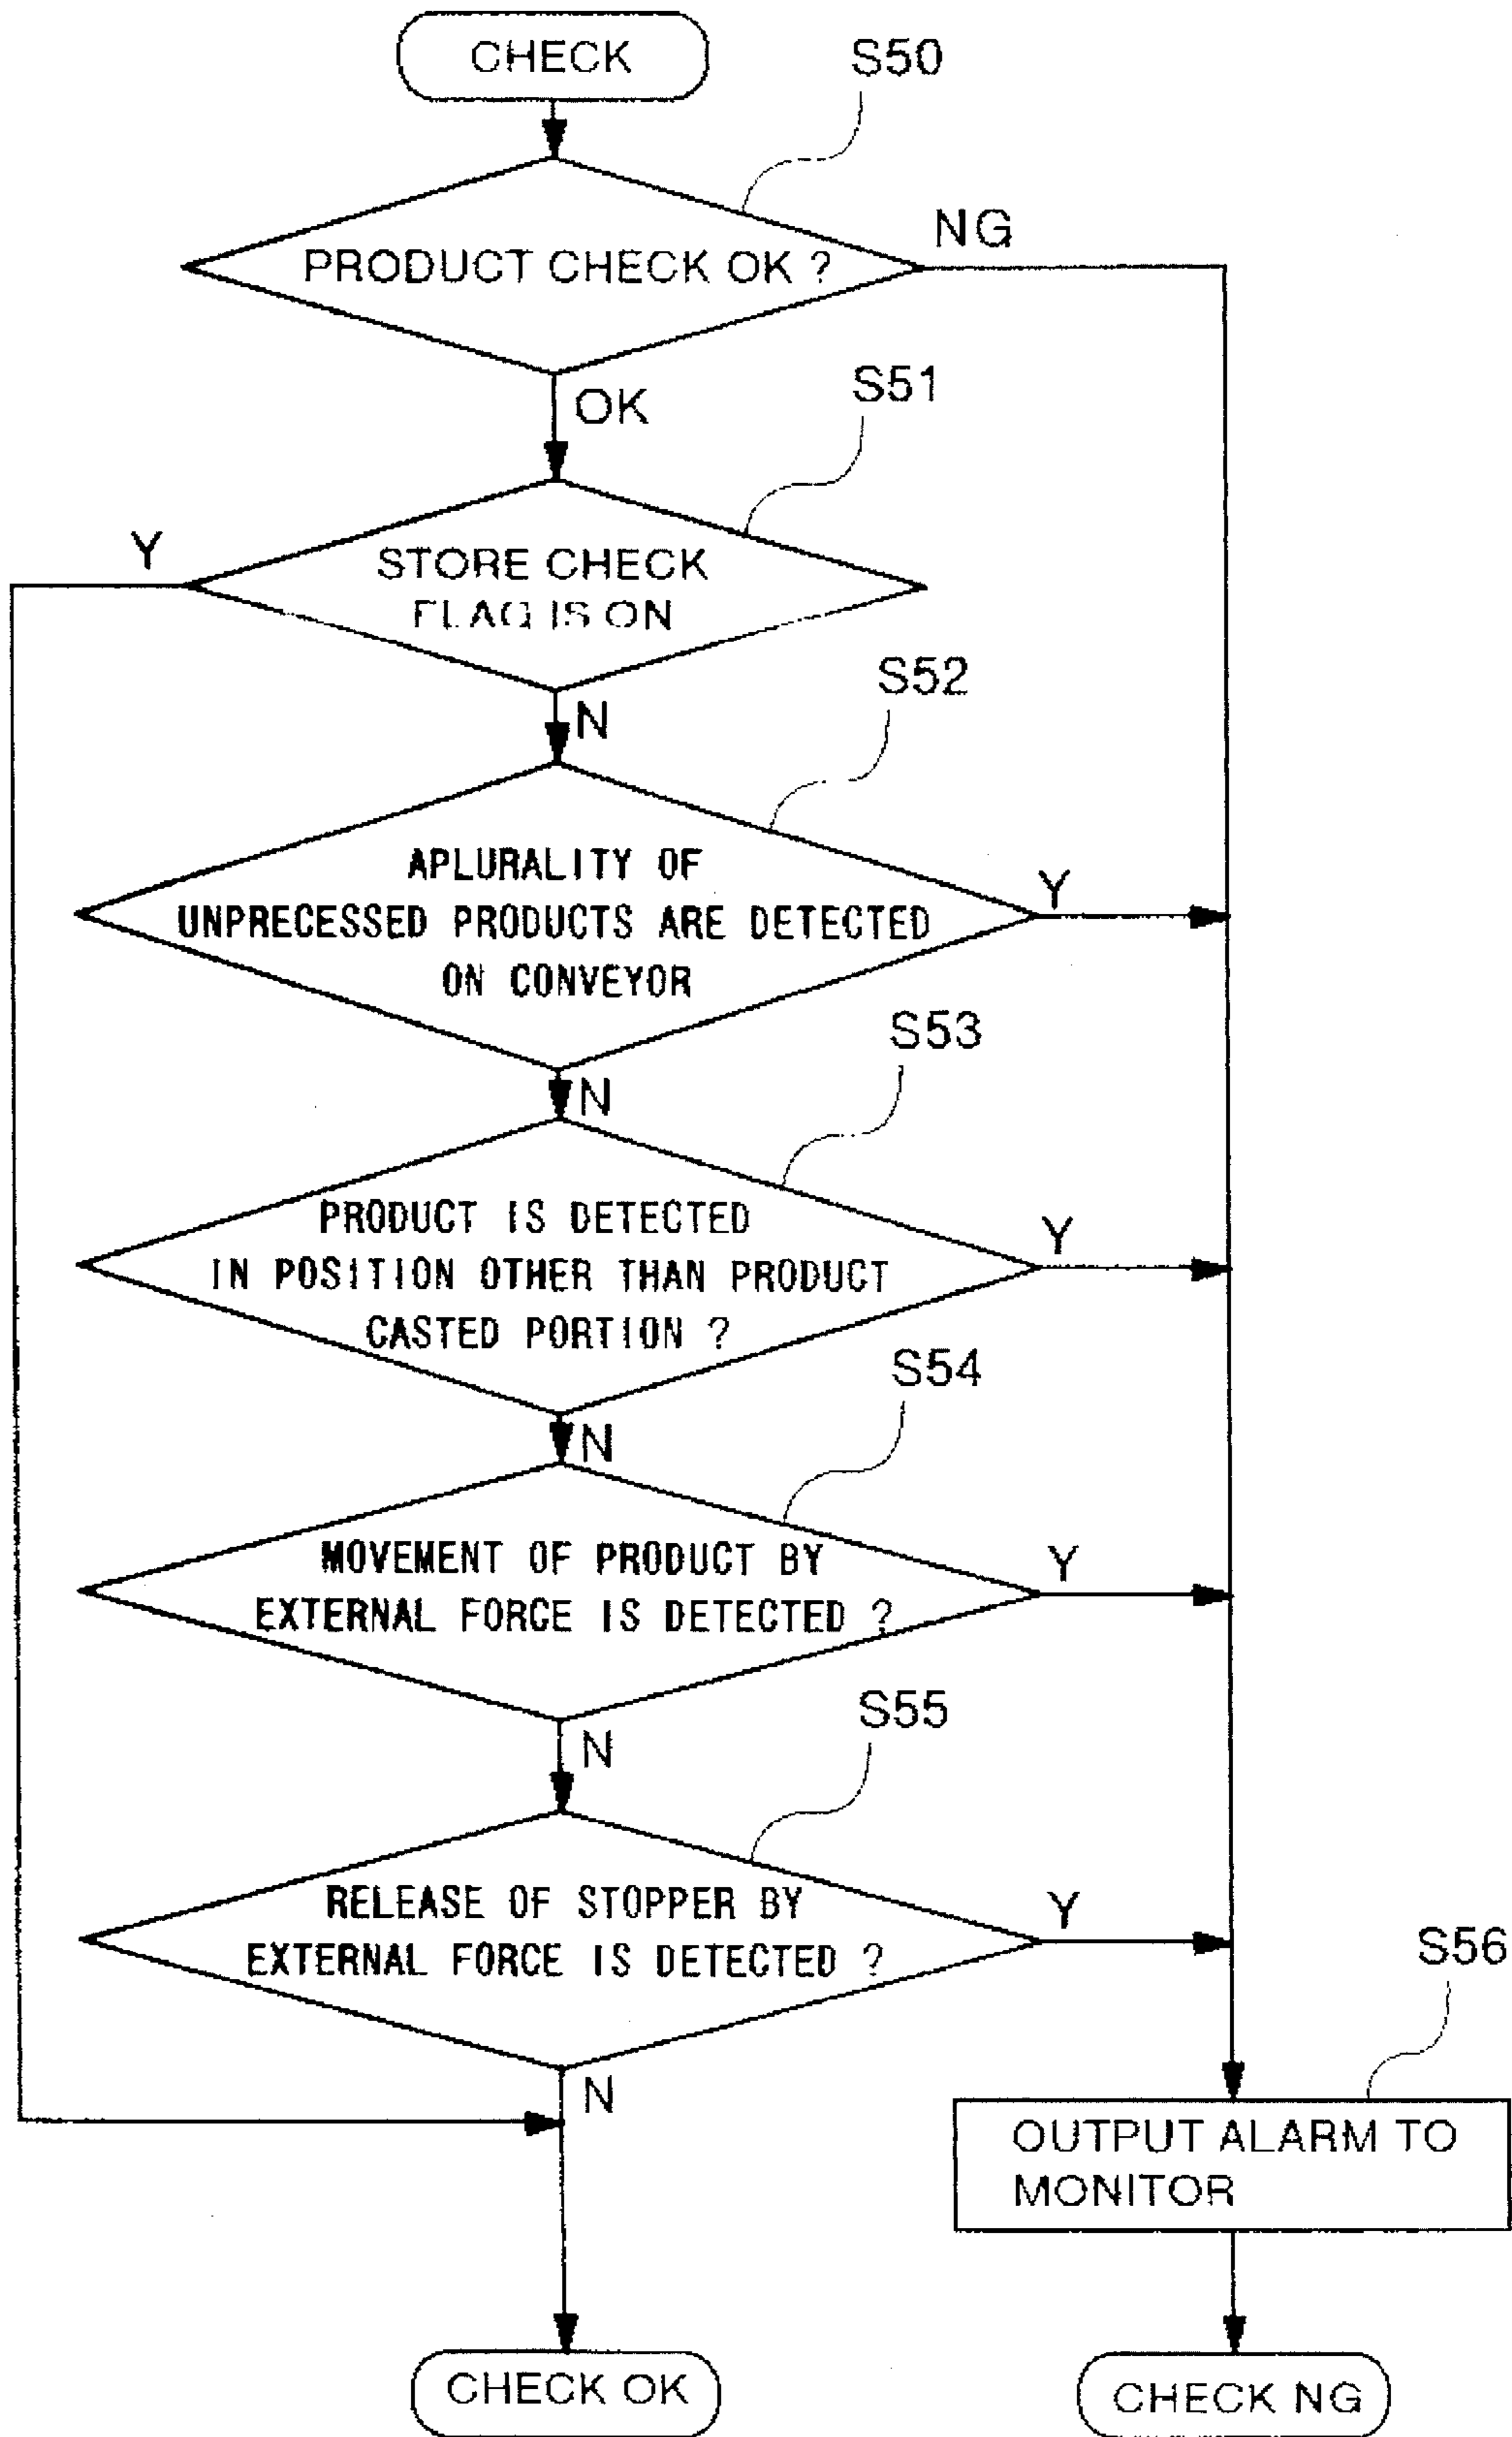 CHECK
S50
NG
PRODUCT CHECK OK ?
OK
S51
Y
STORE CHECK
FLAG IS ON
S52
N
APLURALITY OF
UNPRECESSED PRODUCTS ARE DETECTED
ON CONVEYOR
Y
S53
N
PRODUCT IS DETECTED
IN POSITION OTHER THAN PRODUCT
CASTED PORTION ?
Y
S54
N
MOVEMENT OF PRODUCT BY
EXTERNAL FORCE IS DETECTED ?
Y
S55
N
RELEASE OF STOPPER BY
EXTERNAL FORCE IS DETECTED ?
Y
S56
N
OUTPUT ALARM TO
MONITOR
CHECK OK
CHECK NG